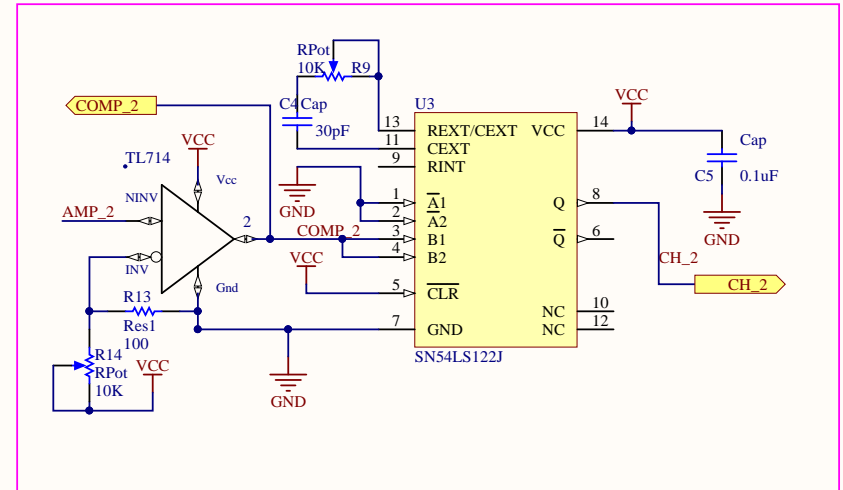 RPot
10K
R9
C4
Cap
30pF
COMP_2
TL714
VCC
Vcc
NINV
AMP_2
INV
Gnd
2
COMP_2
GND
VCC
R13
Res1
100
R14
RPot
10K
VCC
GND
U3
13
11
9
1
2
3
4
5
7
REXT/CEXT
CEXT
RINT
A1
A2
B1
B2
CLR
GND
VCC
Q
Q
NC
NC
14
8
6
10
12
SN54LS122J
VCC
Cap
C5
0.1uF
GND
CH_2
CH_2